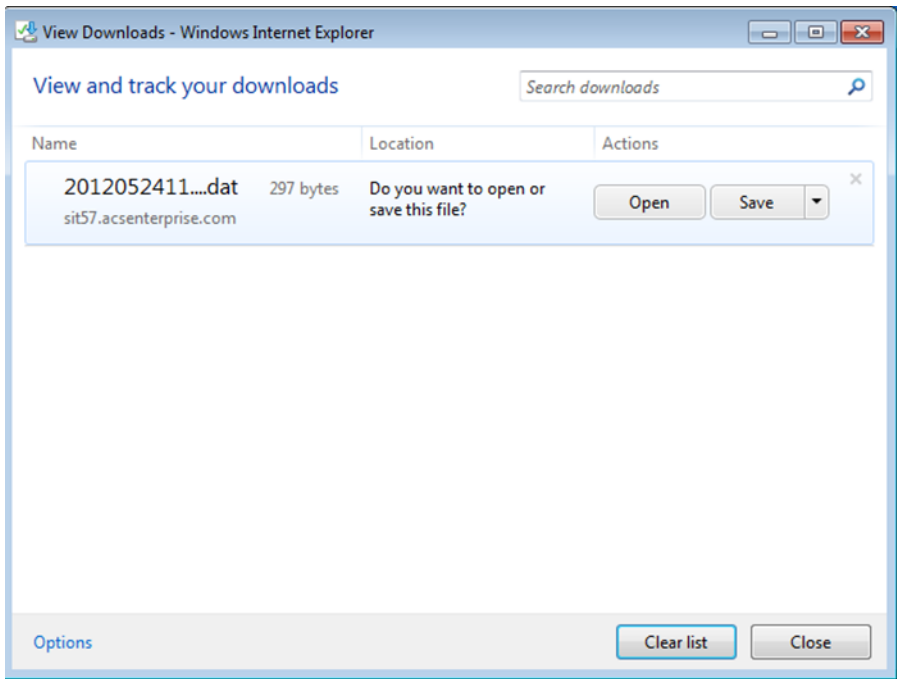 View Downloads - Windows Internet Explorer
View and track your downloads
Search downloads
Name Location Actions
2012052411....dat 297 bytes
sit57.acsenterprise.com
Do you want to open or
save this file?
Open Save
Options Clear list Close